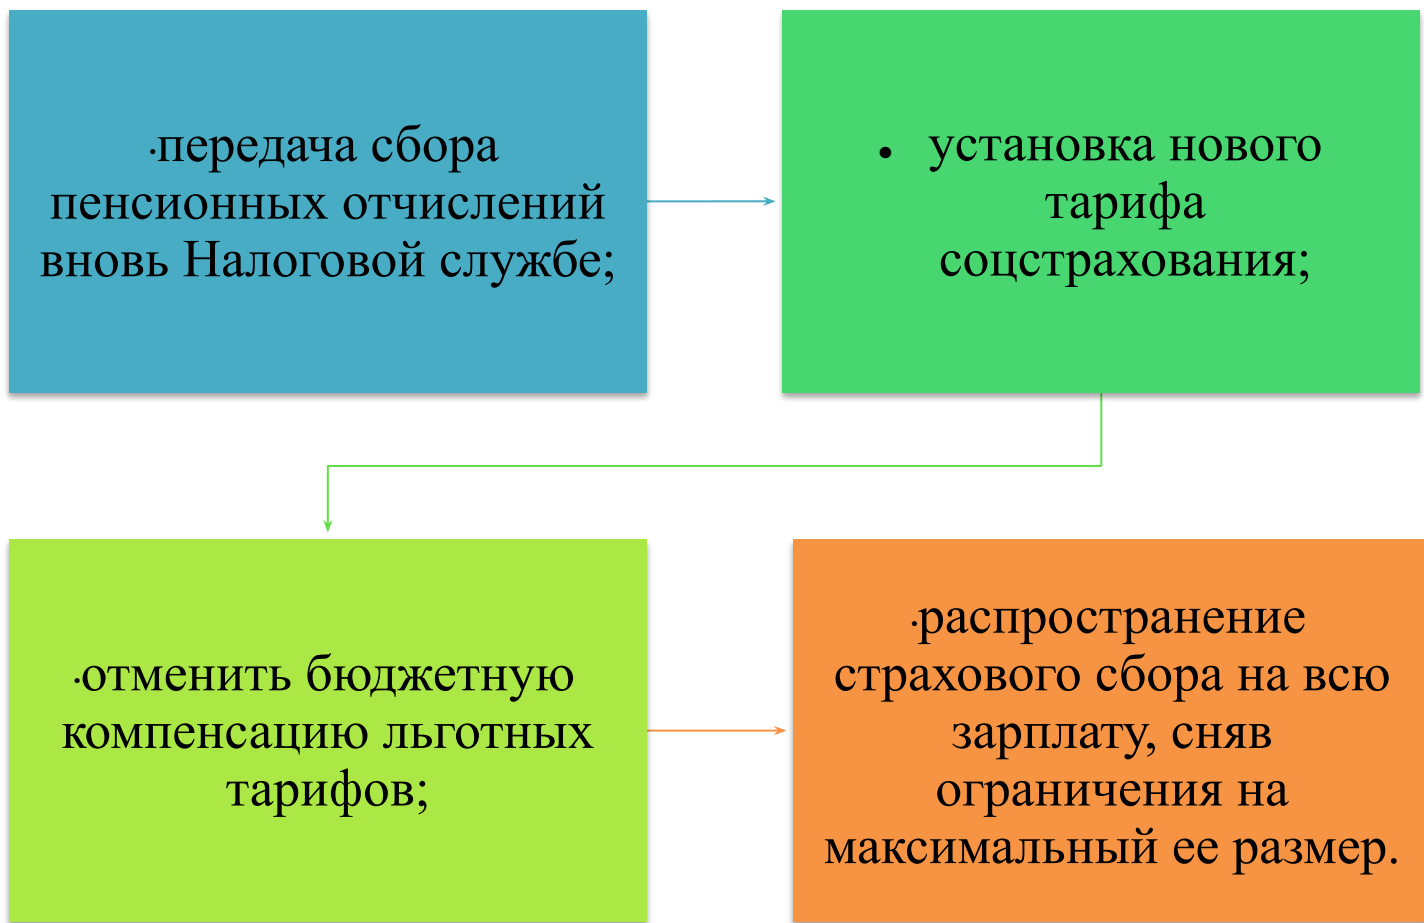 ·передача сбора
пенсионных отчислений
вновь Налоговой службе;
• установка нового
тарифа
соцстрахования;
·отменить бюджетную
компенсацию льготных
тарифов;
·распространение
страхового сбора на всю
зарплату, сняв
ограничения на
максимальный ее размер.